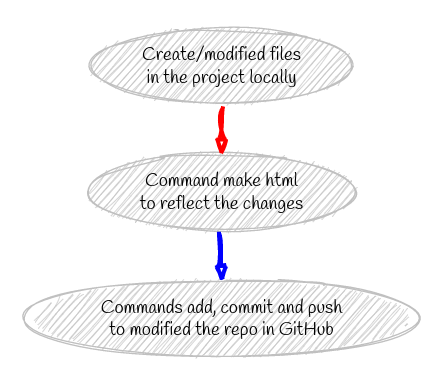 Create/modified files
in the project locally
Command make html
to reflect the changes
Commands add, commit and push
to modified the repo in GitHub